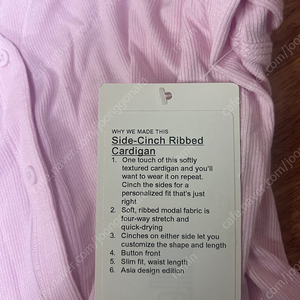 WHY WE MADE THIS
Side-Cinch Ribbed
Cardigan
1. One touch of this softly
textured cardigan and you'll
want to wear it on repeat.
Cinch the sides for a
personalized fit that's just
right
2. Soft, ribbed modal fabric is
four-way stretch and
quick-drying
3. Cinches on either side let you
customize the shape and length
4. Button front
5. Slim fit, waist length
6. Asia design edition